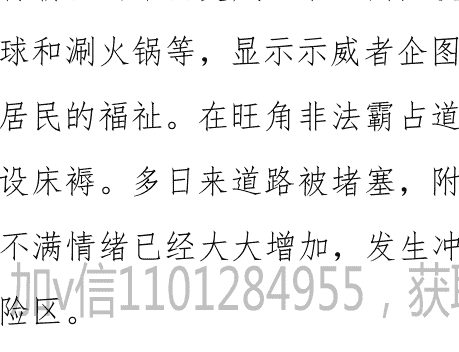 球和涮火锅等，显示示威者企图
居民的福祉。在旺角非法霸占道
设床褥。多日来道路被堵塞，附
不满情绪已经大大增加，发生冲
加v信1101284955，获
险区。